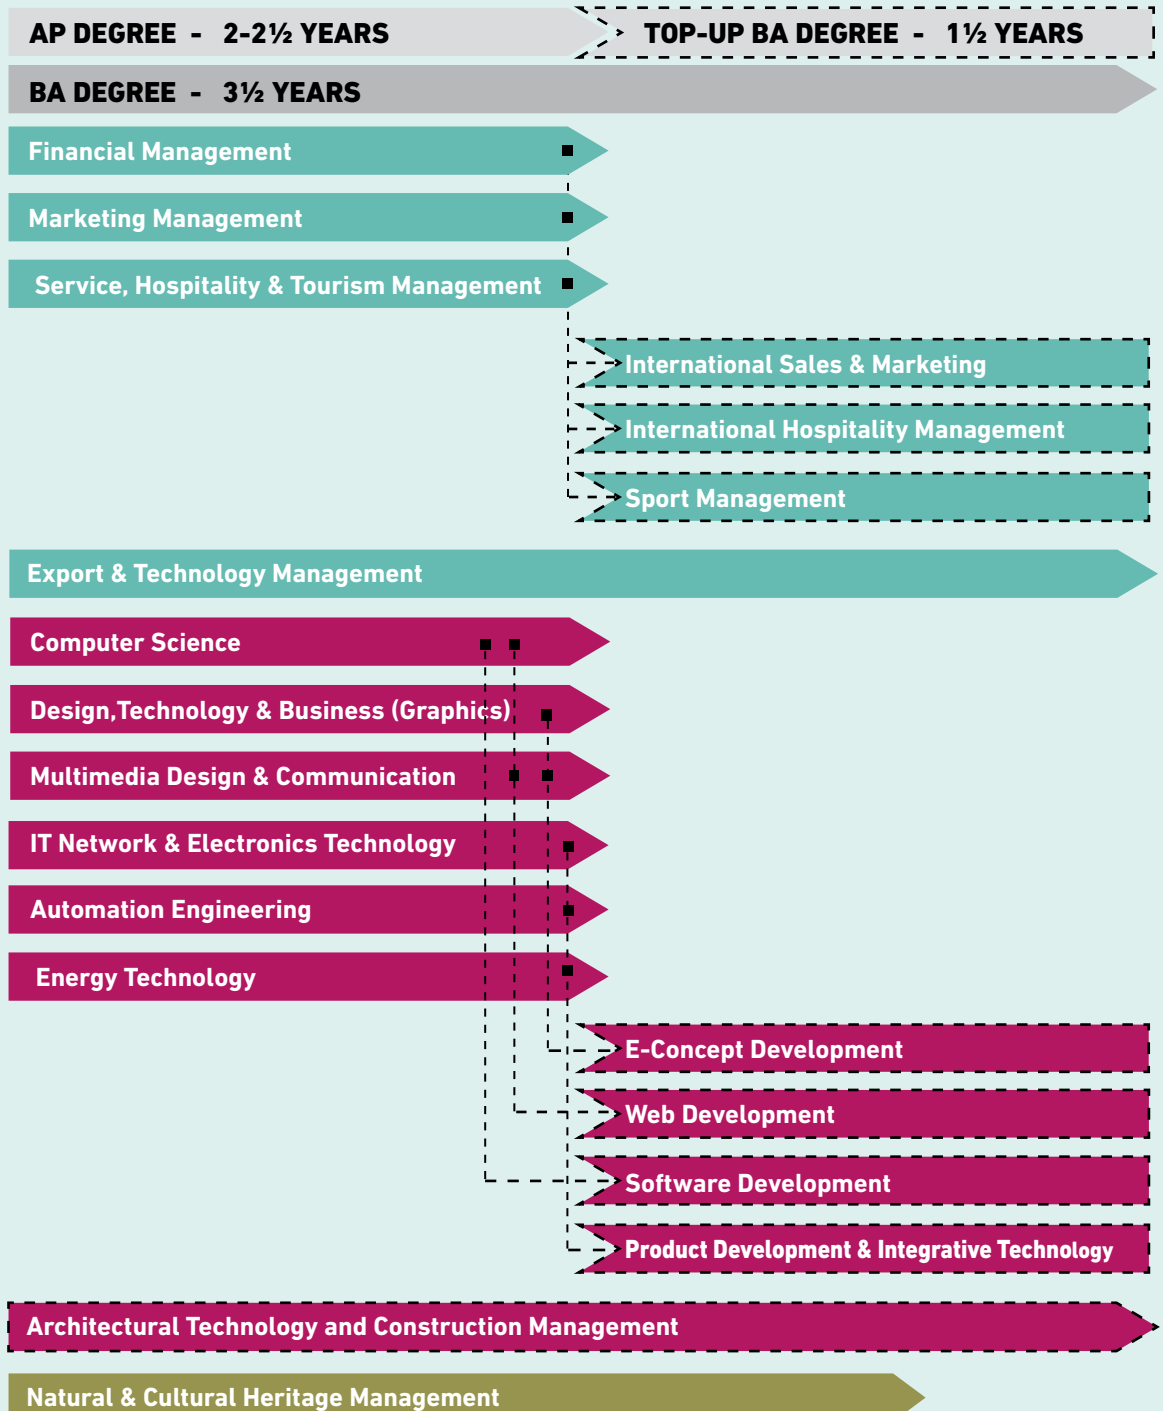 AP DEGREE - 2-2½ YEARS
TOP-UP BA DEGREE - 1½ YEARS
BA DEGREE - 3½ YEARS
Financial Management
Marketing Management
Service, Hospitality & Tourism Management
International Sales & Marketing
International Hospitality Management
Sport Management
Export & Technology Management
Computer Science
Design,Technology & Business (Graphics)
Multimedia Design & Communication
IT Network & Electronics Technology
Automation Engineering
Energy Technology
E-Concept Development
Web Development
Software Development
Product Development & Integrative Technology
Architectural Technology and Construction Management
Natural & Cultural Heritage Management